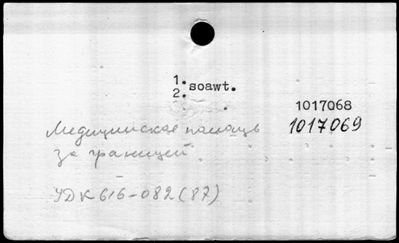 1. soawt.
2.
1017068
1017069
Медицинская помощь
за границей.
УДК 616-082(87)